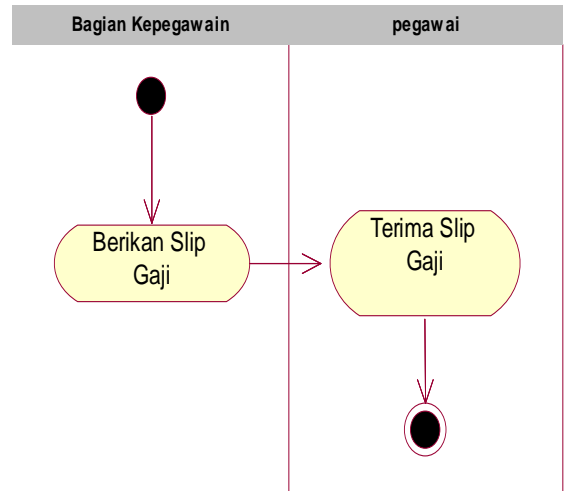 Bagian Kepegawain
pegawai
Berikan Slip
Gaji
Terima Slip
Gaji